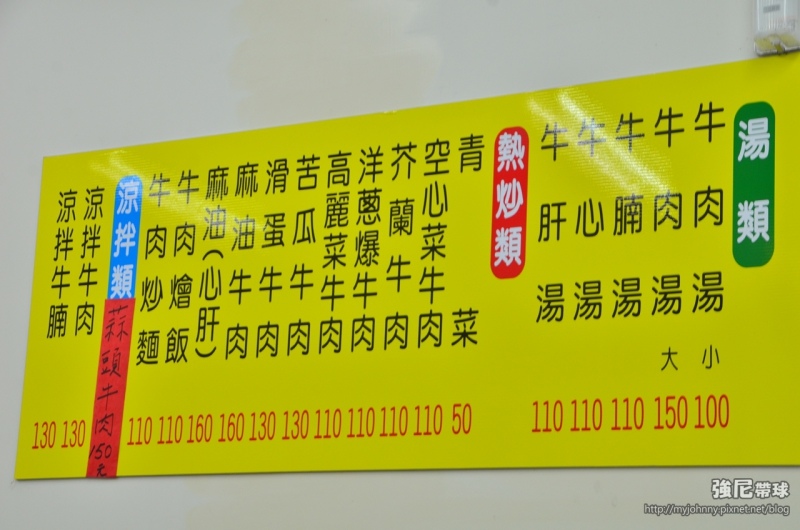 湯類
牛肉湯 小 100
牛肉湯 大 150
牛腩湯 110
牛心湯 110
牛肝湯 110
熱炒類
青菜 50
空心菜牛肉 110
芥蘭牛肉 110
洋蔥爆牛肉 110
高麗菜牛肉 110
苦瓜牛肉 130
滑蛋牛肉 130
麻油牛肉 160
麻油(心肝) 160
牛肉燴飯 110
牛肉炒麵 110
涼拌類
蒜頭牛肉 150元
涼拌牛肉 130
涼拌牛腩 130
強尼帶球
http://myjohnny.pixnet.net/blog